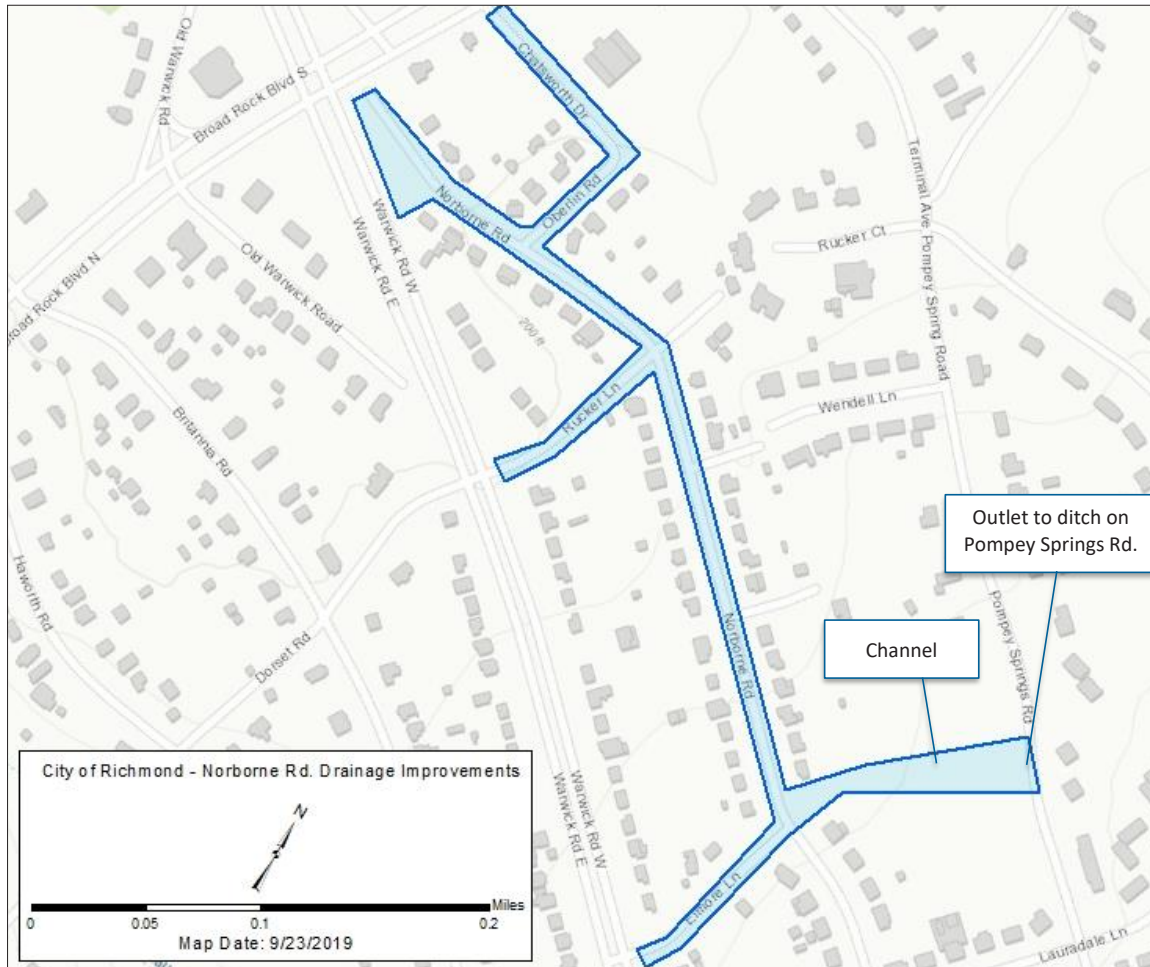 Old Warwick Rd
Broad Rock Blvd S
Chatsworth Dr
Oberlin Rd
Norborne Rd
Warwick Rd W
Warwick Rd E
Old Warwick Road
Road Rock Blvd N
Britannia Rd
Haworth Rd
Dorset Rd
200 ft
Rucker Ln
Rucker Ct
Terminal Ave Pompey Spring Road
Wendell Ln
Outlet to ditch on
Pompey Springs Rd.
Channel
Pompey Springs Rd
Norborne Rd
Warwick Rd W
Warwick Rd E
Elmore Ln
Lauradale Ln
City of Richmond - Norborne Rd. Drainage Improvements
N
Miles
0 0.05 0.1 0.2
Map Date: 9/23/2019